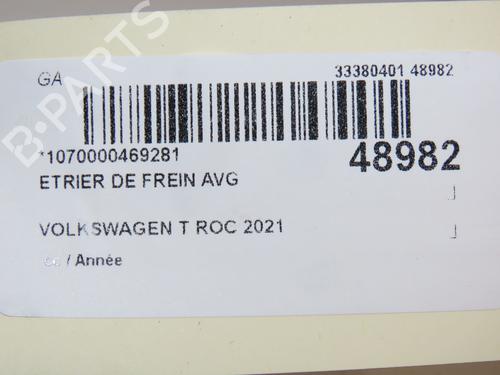 GA 33380401 48982
*1070000469281 48982
ETRIER DE FREIN AVG
VOLKSWAGEN T ROC 2021
/ Année
B-PARTS